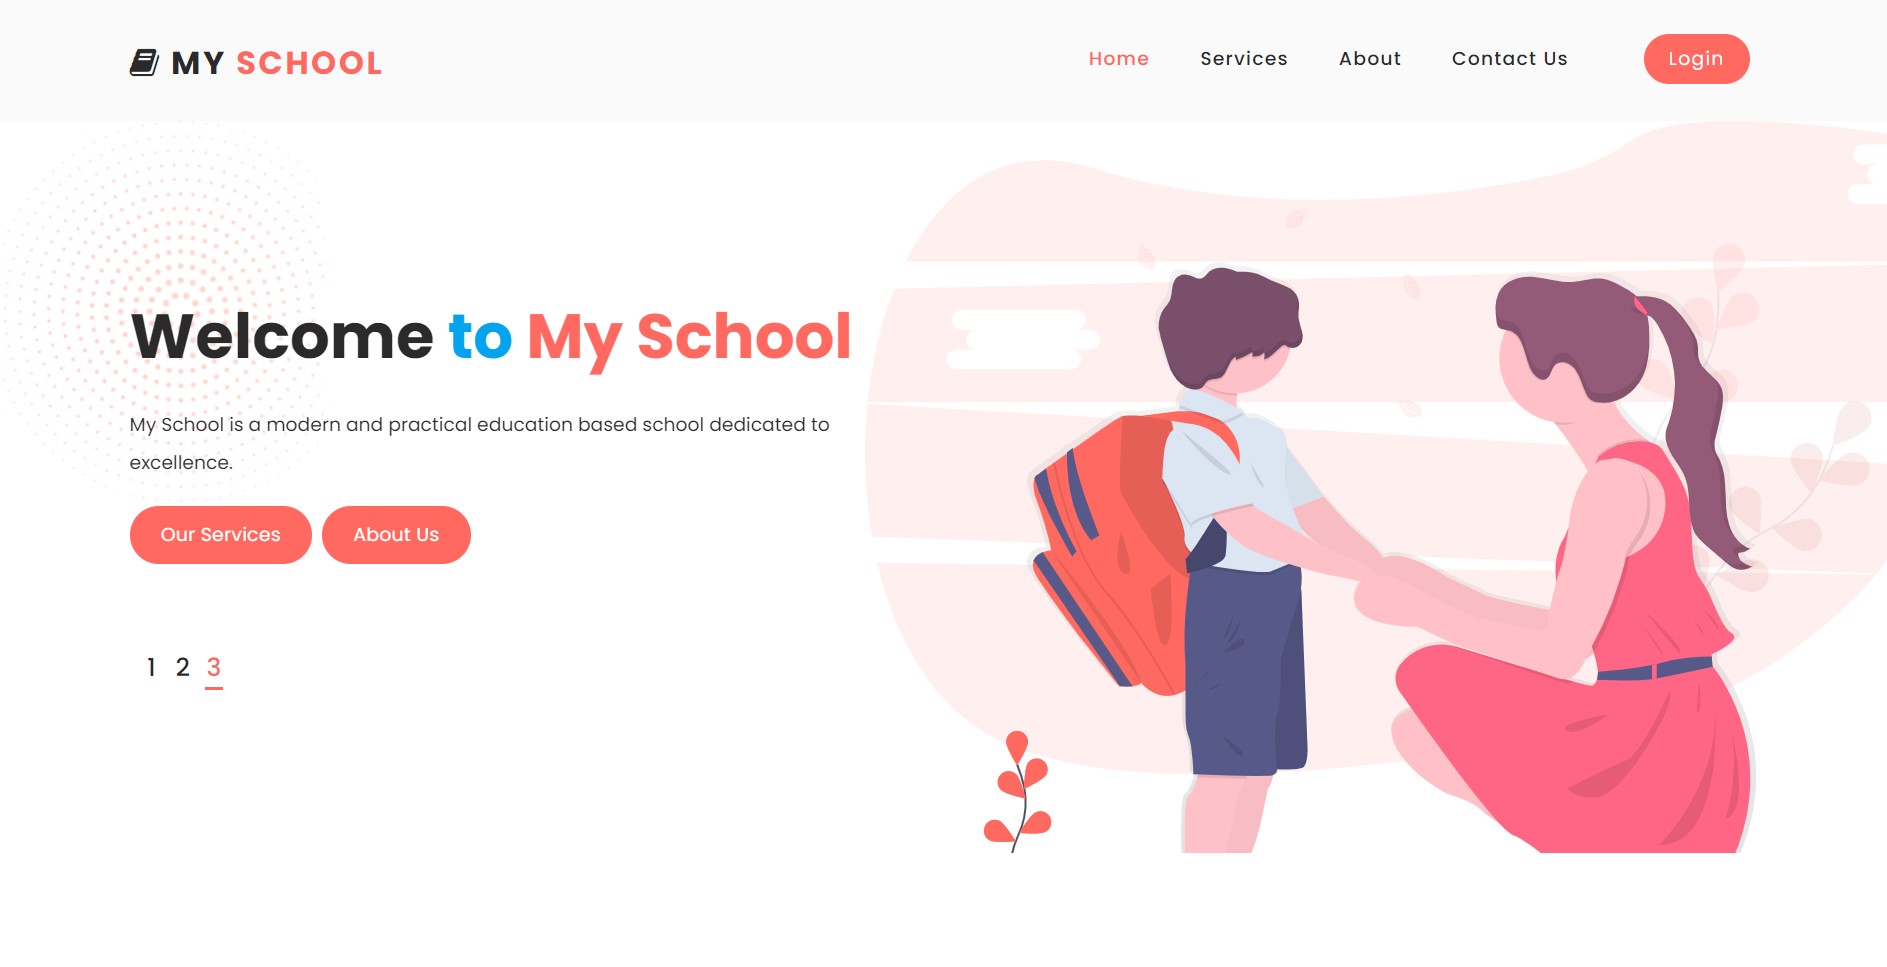 MY SCHOOL
Home Services About Contact Us Login
Welcome to My School
My School is a modern and practical education based school dedicated to
excellence.
Our Services About Us
1 2 3